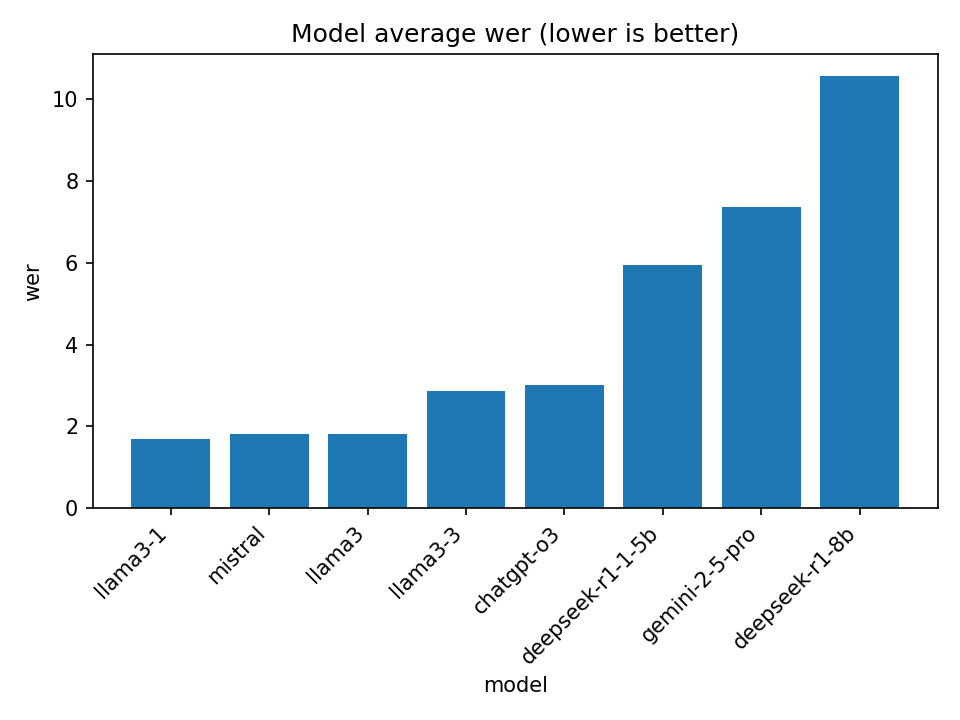 Model average wer (lower is better)
10
8
6
4
2
0
wer
llama3-1
mistral
llama3
llama3-3
chatgpt-o3
deepseek-r1-1-5b
gemini-2-5-pro
deepseek-r1-8b
model